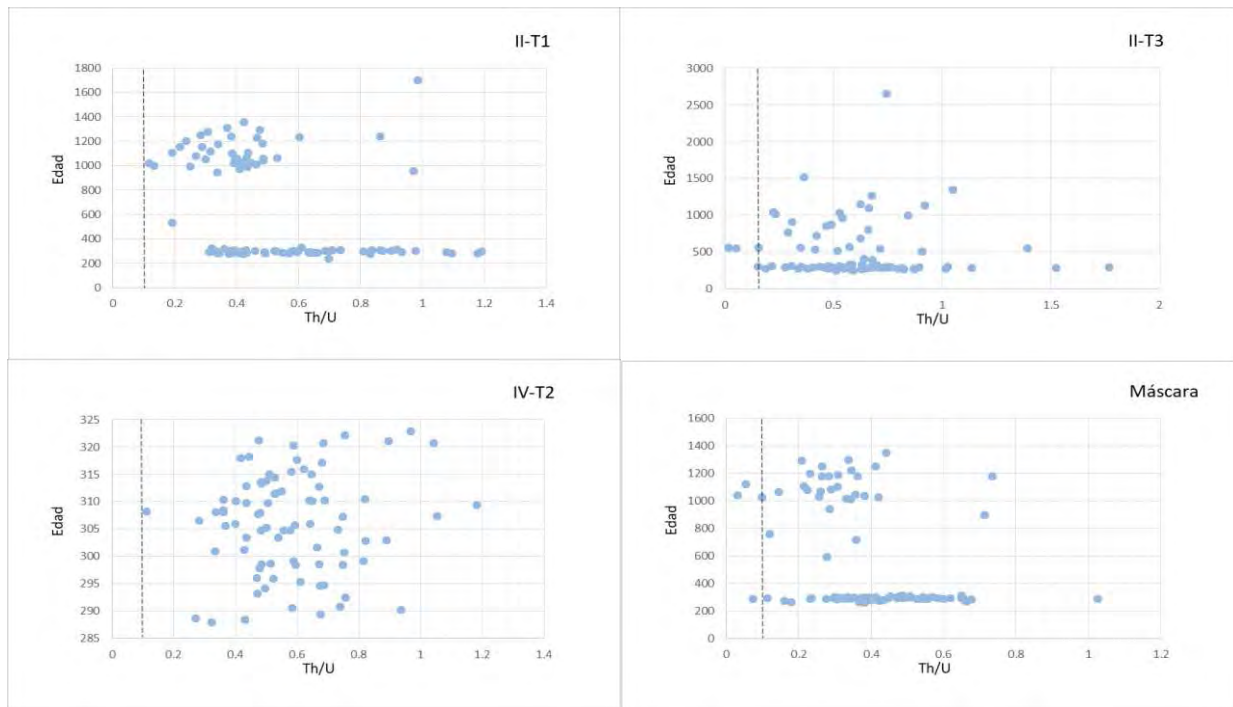 II-T1
1800
1600
1400
1200
1000
800
600
400
200
0
Edad
0 0.2 0.4 0.6 0.8 1 1.2 1.4
Th/U
II-T3
3000
2500
2000
1500
1000
500
0
Edad
0 0.5 1 1.5 2
Th/U
IV-T2
325
320
315
310
305
300
295
290
285
Edad
0 0.2 0.4 0.6 0.8 1 1.2 1.4
Th/U
Máscara
1600
1400
1200
1000
800
600
400
200
0
Edad
0 0.2 0.4 0.6 0.8 1 1.2
Th/U